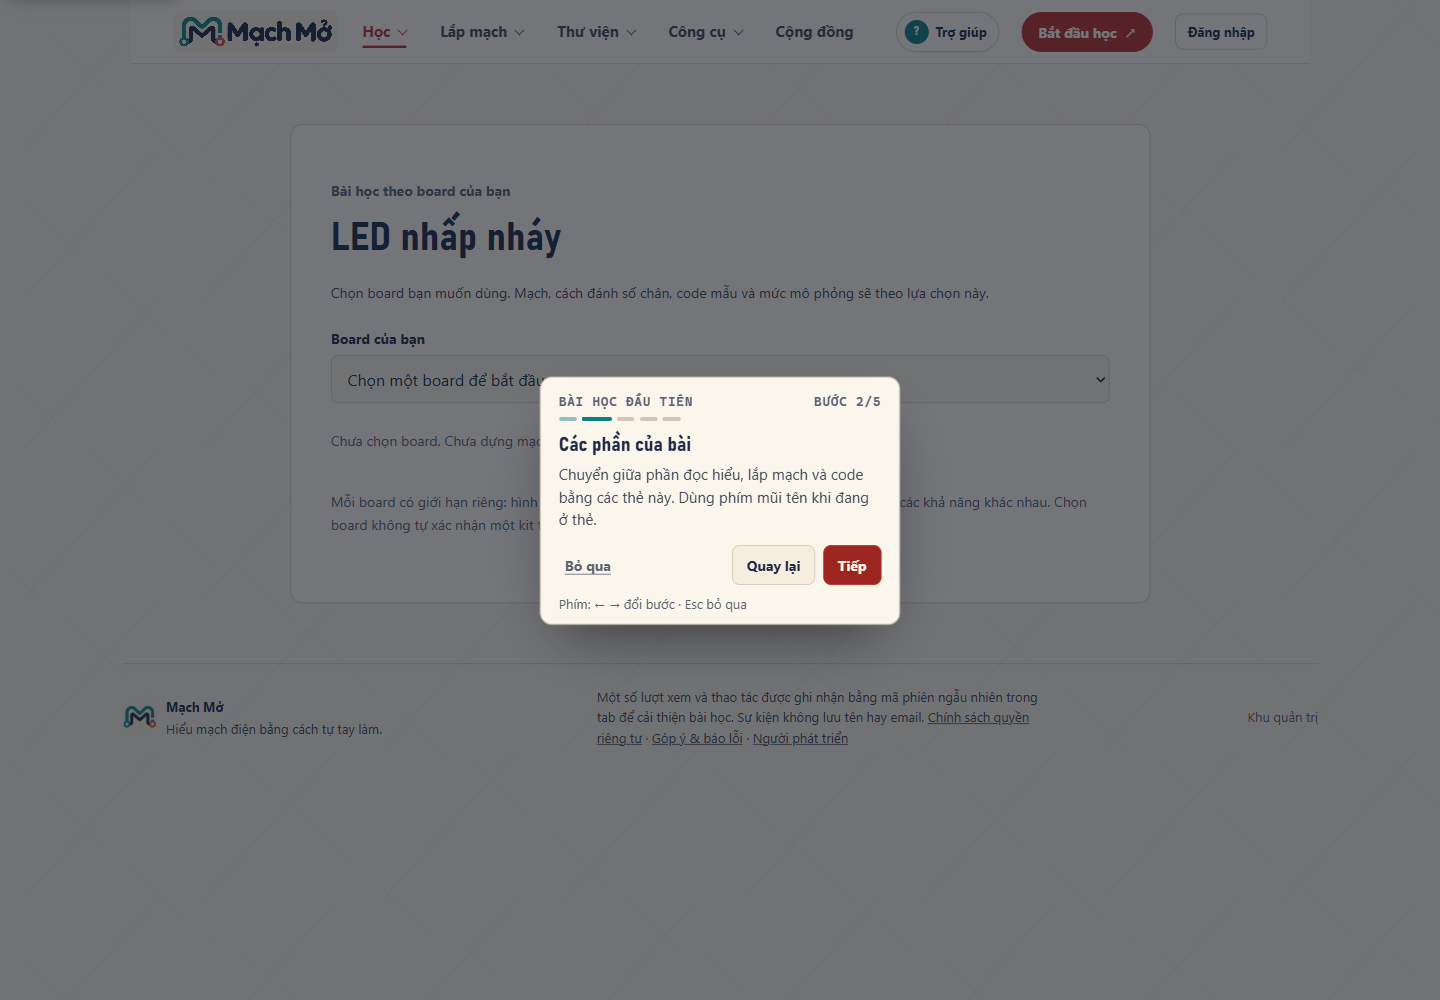 Mạch Mở
Học
Lắp mạch
Thư viện
Công cụ
Cộng đồng
? Trợ giúp
Bắt đầu học ↗
Đăng nhập
Bài học theo board của bạn
LED nhấp nháy
Chọn board bạn muốn dùng. Mạch, cách đánh số chân, code mẫu và mức mô phỏng sẽ theo lựa chọn này.
Board của bạn
Chọn một board để bắt đầu
Chưa chọn board. Chưa dựng mạ
Mỗi board có giới hạn riêng: hình
các khả năng khác nhau. Chọn
board không tự xác nhận một kit
BÀI HỌC ĐẦU TIÊN
BƯỚC 2/5
Các phần của bài
Chuyển giữa phần đọc hiểu, lắp mạch và code
bằng các thẻ này. Dùng phím mũi tên khi đang
ở thẻ.
Bỏ qua
Quay lại
Tiếp
Phím: ← → đổi bước · Esc bỏ qua
Mạch Mở
Hiểu mạch điện bằng cách tự tay làm.
Một số lượt xem và thao tác được ghi nhận bằng mã phiên ngẫu nhiên trong
tab để cải thiện bài học. Sự kiện không lưu tên hay email. Chính sách quyền
riêng tư · Góp ý & báo lỗi · Người phát triển
Khu quản trị